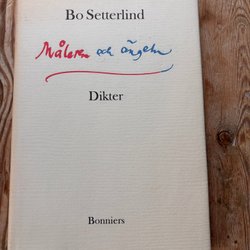 Bo Setterlind
Målaren och ängeln
Dikter
Bonniers